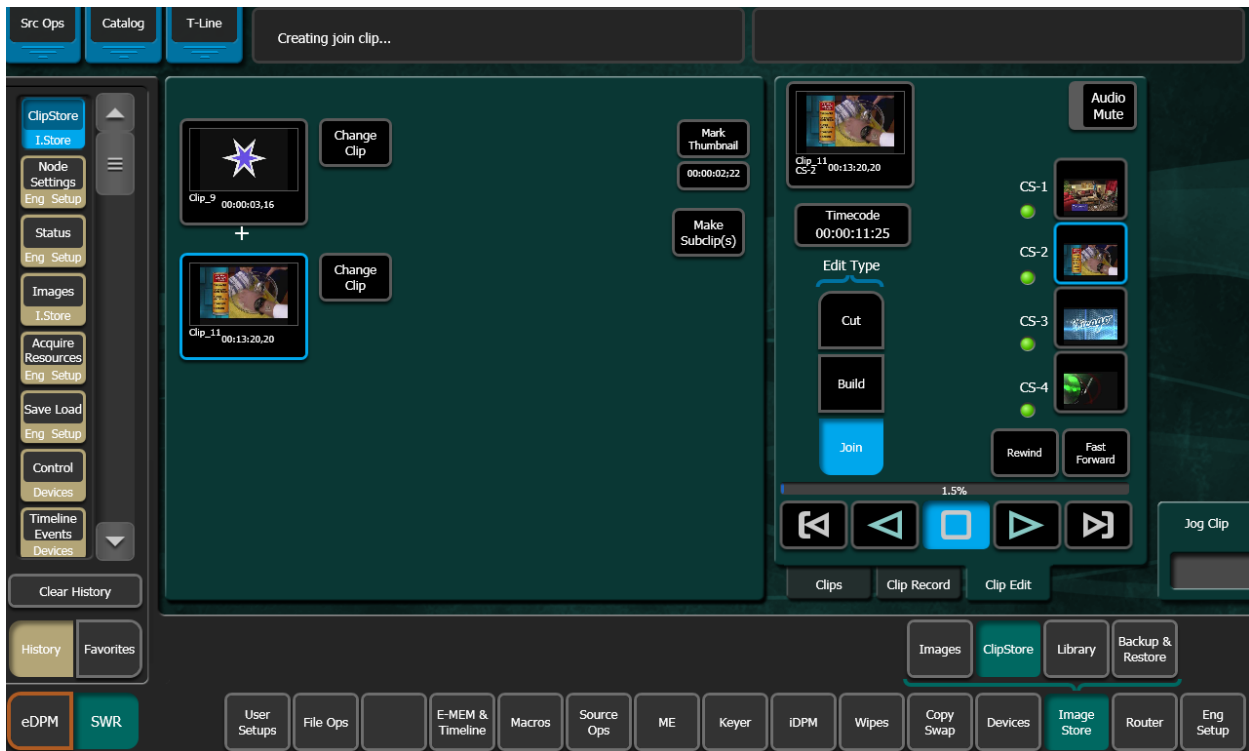 Src Ops
Catalog
T-Line
Creating join clip...
ClipStore
I.Store
Node
Settings
Eng Setup
Status
Eng Setup
Images
I.Store
Acquire
Resources
Eng Setup
Save Load
Eng Setup
Control
Devices
Timeline
Events
Devices
Clear History
History
Favorites
Clip_9
00:00:03,16
Change
Clip
+
Clip_11
00:13:20,20
Change
Clip
Mark
Thumbnail
00:00:02;22
Make
Subclip(s)
Clip_11
CS-2
00:13:20,20
Timecode
00:00:11:25
Edit Type
Cut
Build
Join
Audio
Mute
CS-1
CS-2
CS-3
CS-4
Rewind
Fast
Forward
1.5%
Clips
Clip Record
Clip Edit
Jog Clip
Images
ClipStore
Library
Backup &
Restore
eDPM
SWR
User
Setups
File Ops
E-MEM &
Timeline
Macros
Source
Ops
ME
Keyer
iDPM
Wipes
Copy
Swap
Devices
Image
Store
Router
Eng
Setup